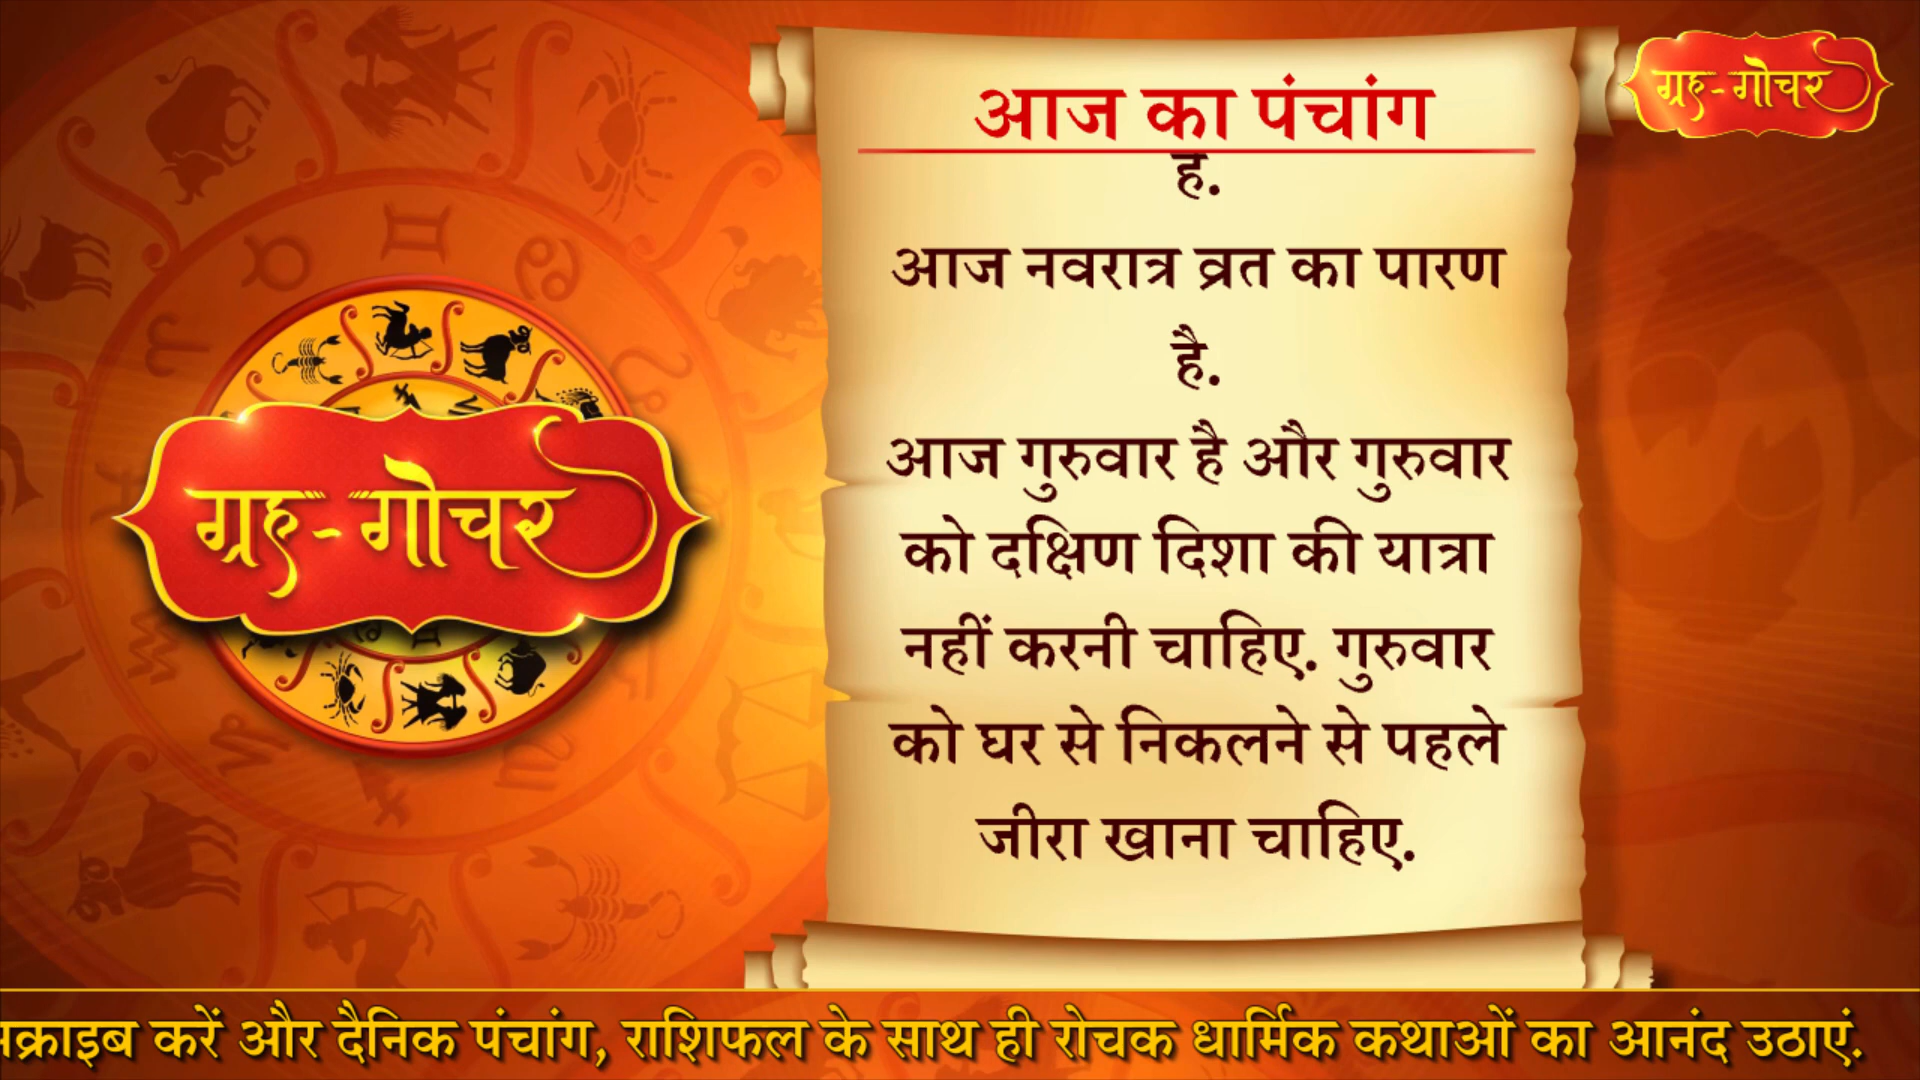 आज का पंचांग
ग्रह-गोचर
है.
आज नवरात्र व्रत का पारण
है.
आज गुरुवार है और गुरुवार
को दक्षिण दिशा की यात्रा
नहीं करनी चाहिए. गुरुवार
को घर से निकलने से पहले
जीरा खाना चाहिए.
ग्रह-गोचर
करें और दैनिक पंचांग, राशिफल के साथ ही रोचक धार्मिक कथाओं का आनंद उठाएं.